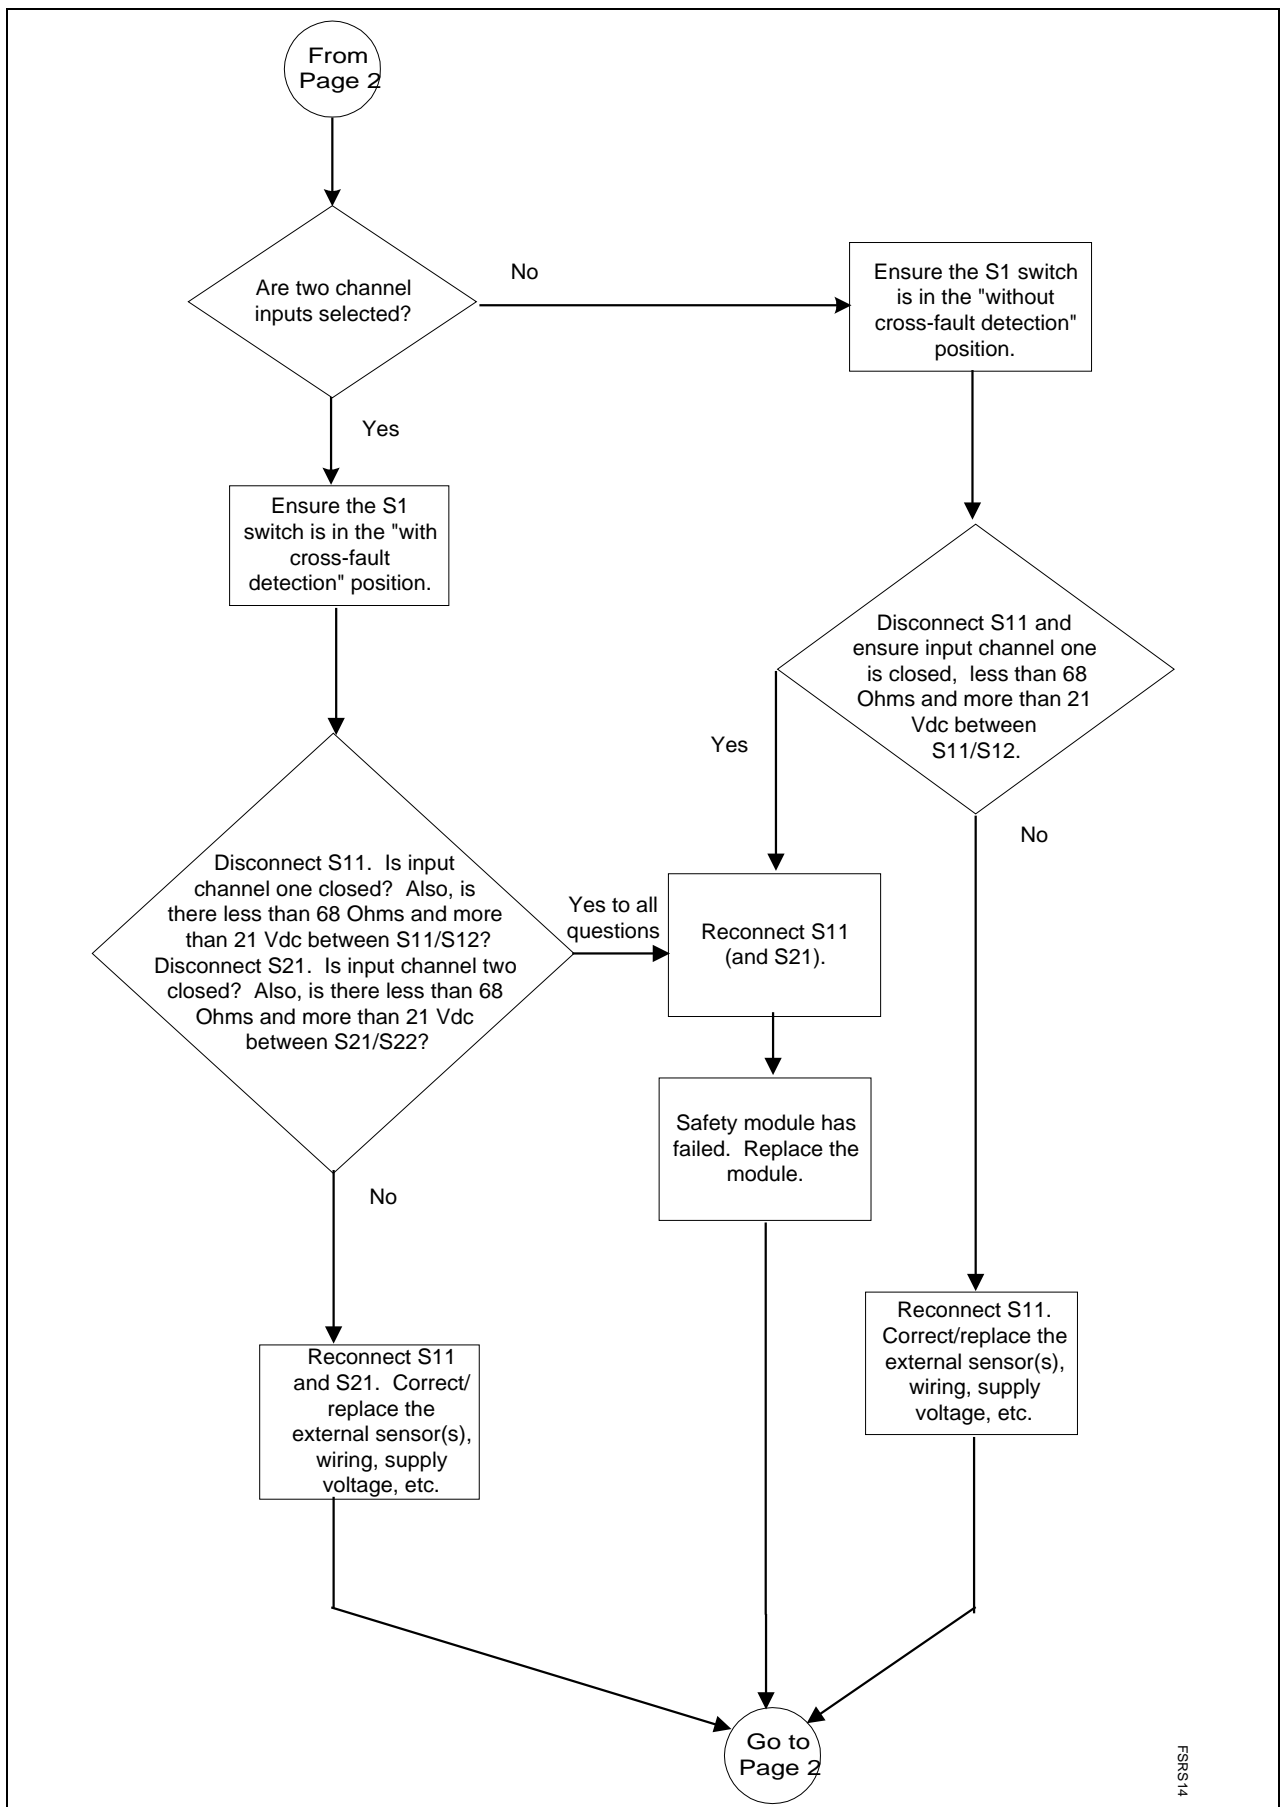 From
Page 2
Are two channel
inputs selected?
No
Ensure the S1 switch
is in the "without
cross-fault detection"
position.
Yes
Ensure the S1
switch is in the "with
cross-fault
detection" position.
Disconnect S11 and
ensure input channel one
is closed,  less than 68
Ohms and more than 21
Vdc between
S11/S12.
Yes
No
Disconnect S11.  Is input
channel one closed?  Also, is
there less than 68 Ohms and more
than 21 Vdc between S11/S12?
Disconnect S21.  Is input channel two
closed?  Also, is there less than 68
Ohms and more than 21 Vdc
between S21/S22?
Yes to all
questions
Reconnect S11
(and S21).
Safety module has
failed.  Replace the
module.
No
Reconnect S11.
Correct/replace the
external sensor(s),
wiring, supply
voltage, etc.
Reconnect S11
and S21.  Correct/
replace the
external sensor(s),
wiring, supply
voltage, etc.
Go to
Page 2
FSRS14